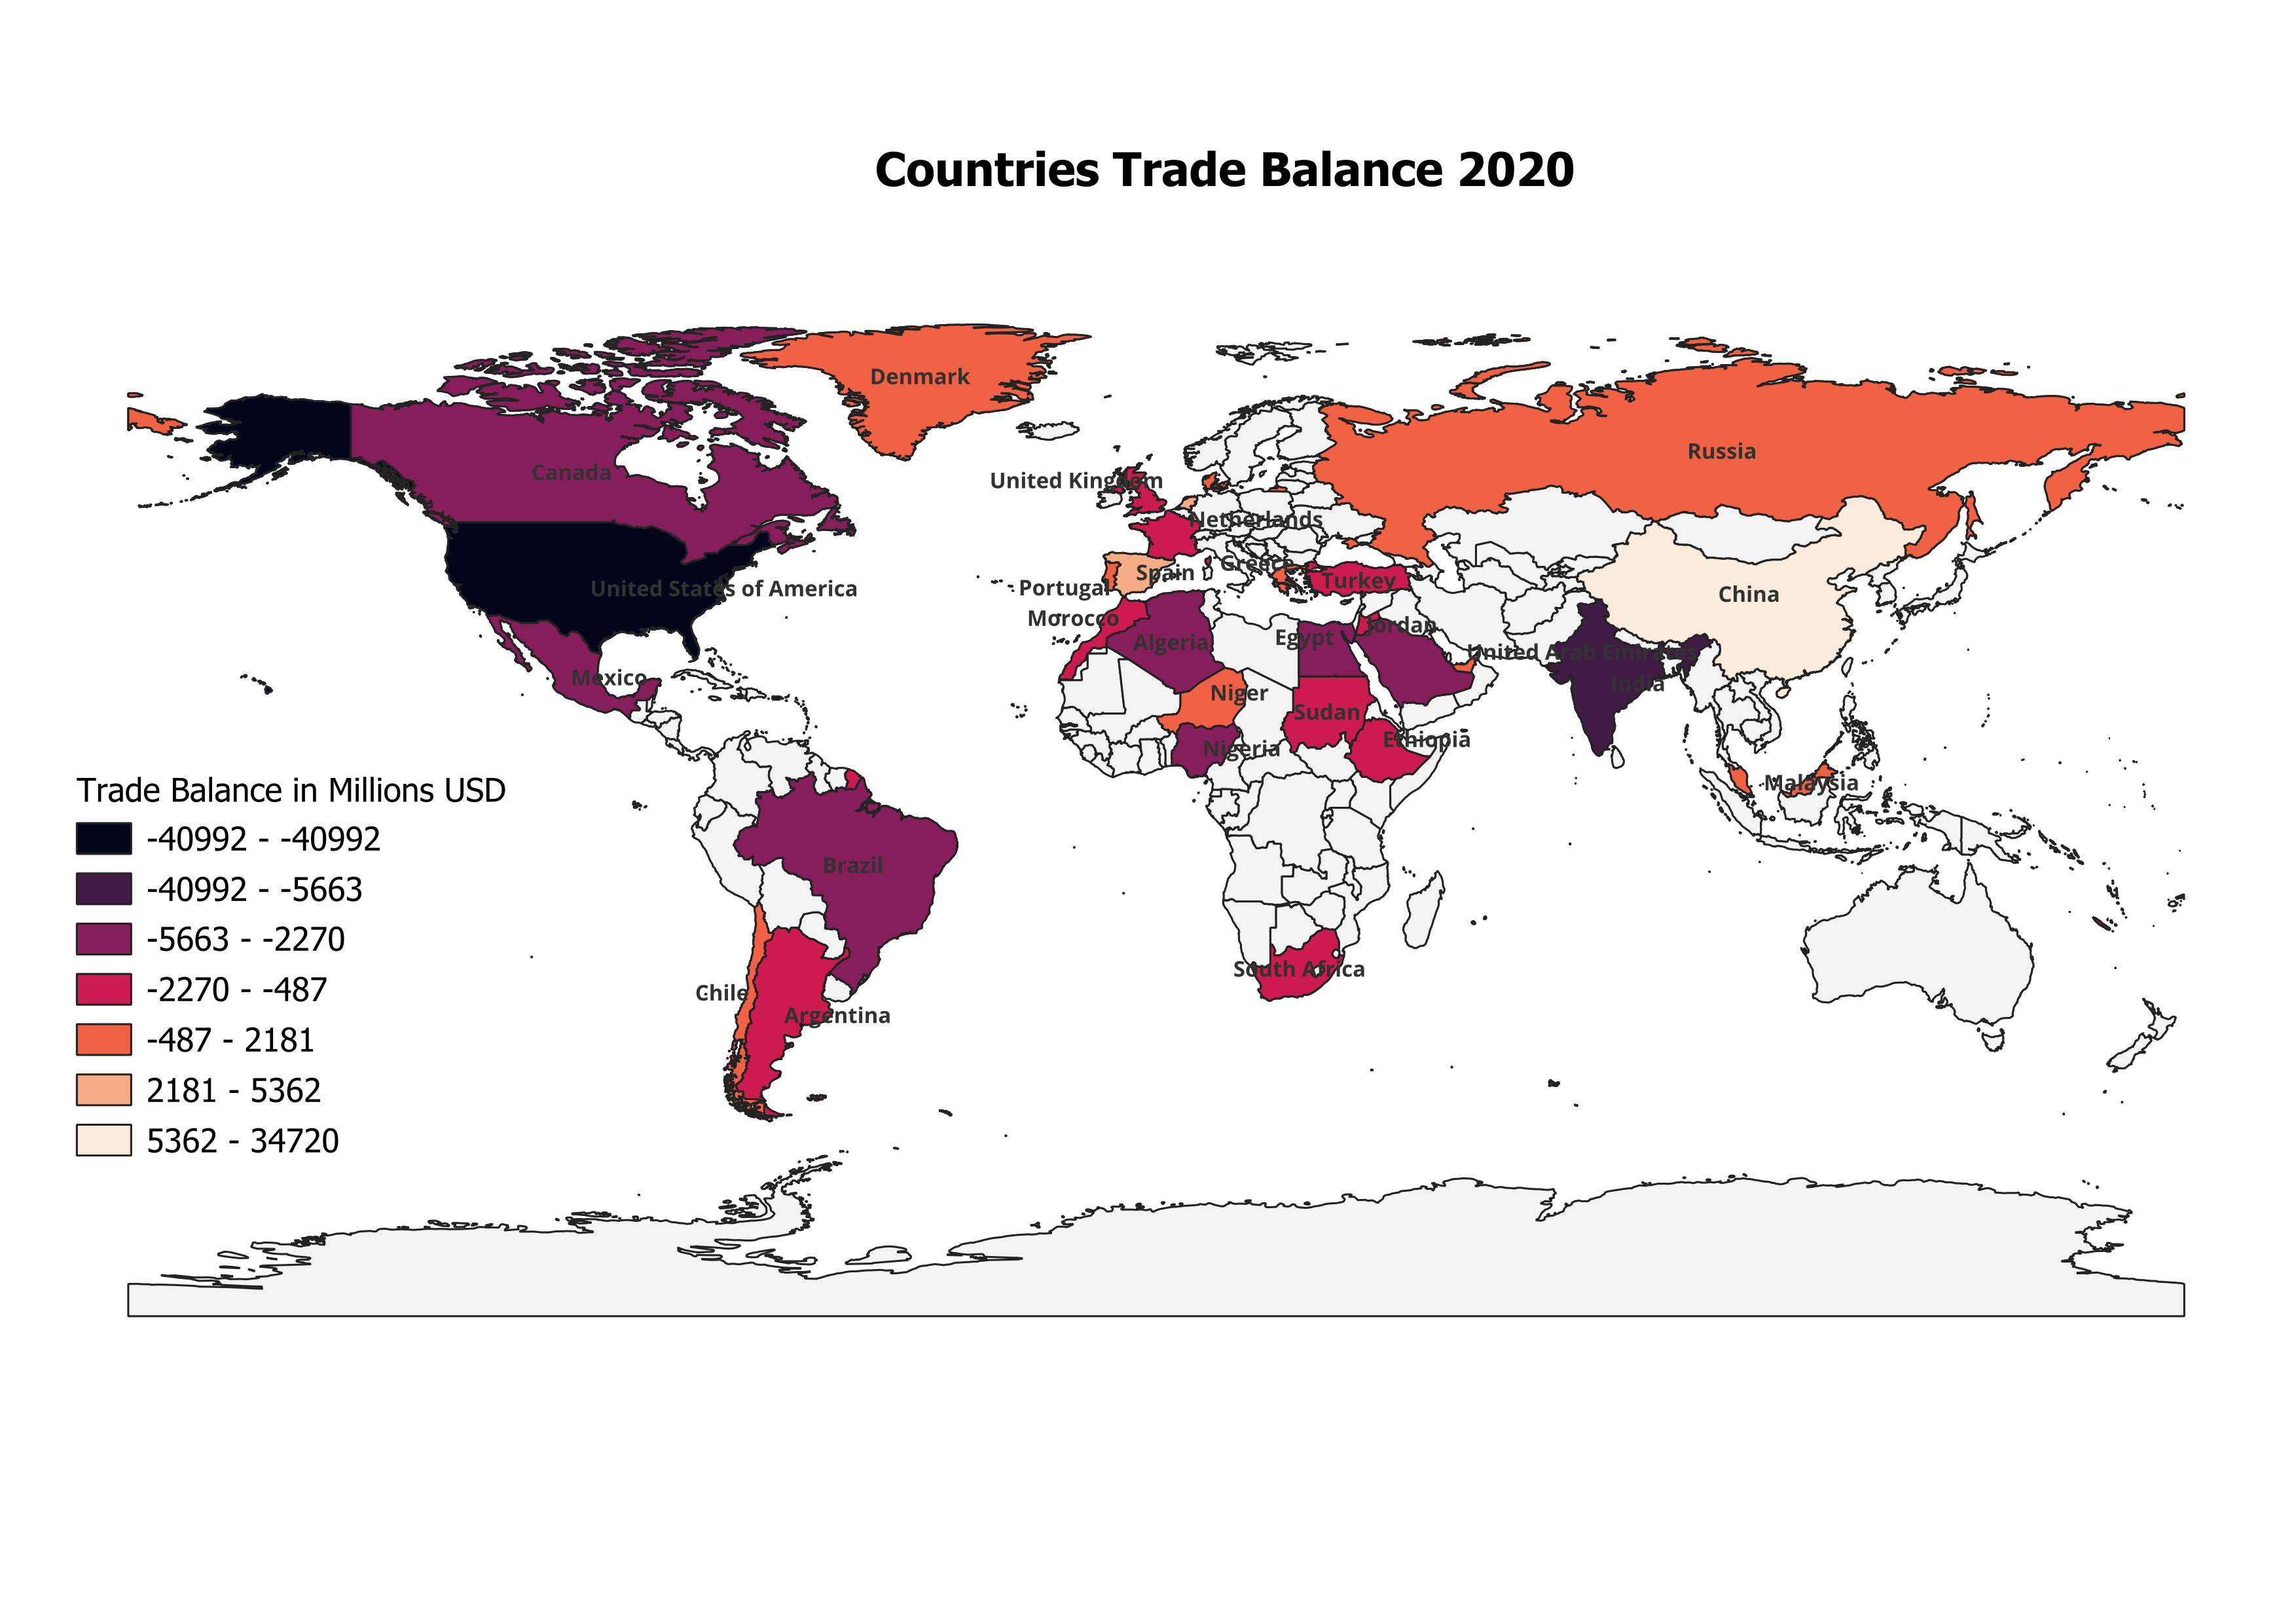 Countries Trade Balance 2020
Denmark
Russia
Canada
United Kingdom
Netherlands
Greece
Spain
Turkey
Portugal
United States of America
China
Morocco
Jordan
Egypt
Algeria
United Arab Emirates
Mexico
India
Niger
Sudan
Ethiopia
Nigeria
Malaysia
Brazil
South Africa
Chile
Argentina
Trade Balance in Millions USD
-40992 - -40992
-40992 - -5663
-5663 - -2270
-2270 - -487
-487 - 2181
2181 - 5362
5362 - 34720